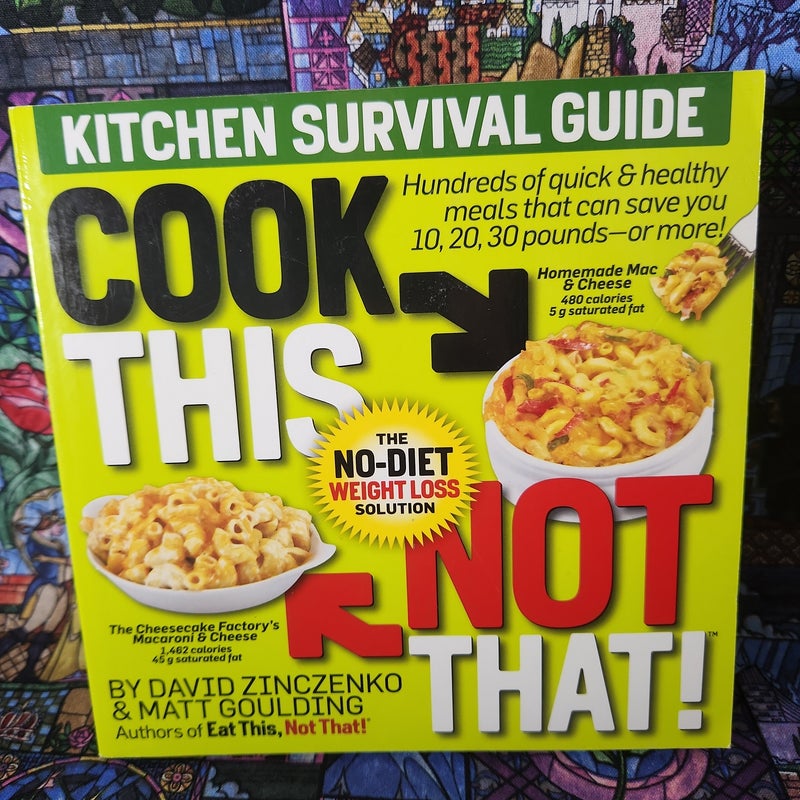 KITCHEN SURVIVAL GUIDE
COOK
THIS
Hundreds of quick & healthy
meals that can save you
10, 20, 30 pounds—or more!
Homemade Mac
& Cheese
480 calories
5 g saturated fat
THE
NO-DIET
WEIGHT LOSS
SOLUTION
NOT
THAT!™
The Cheesecake Factory's
Macaroni & Cheese
1,462 calories
45 g saturated fat
BY DAVID ZINCZENKO
& MATT GOULDING
Authors of Eat This, Not That!®